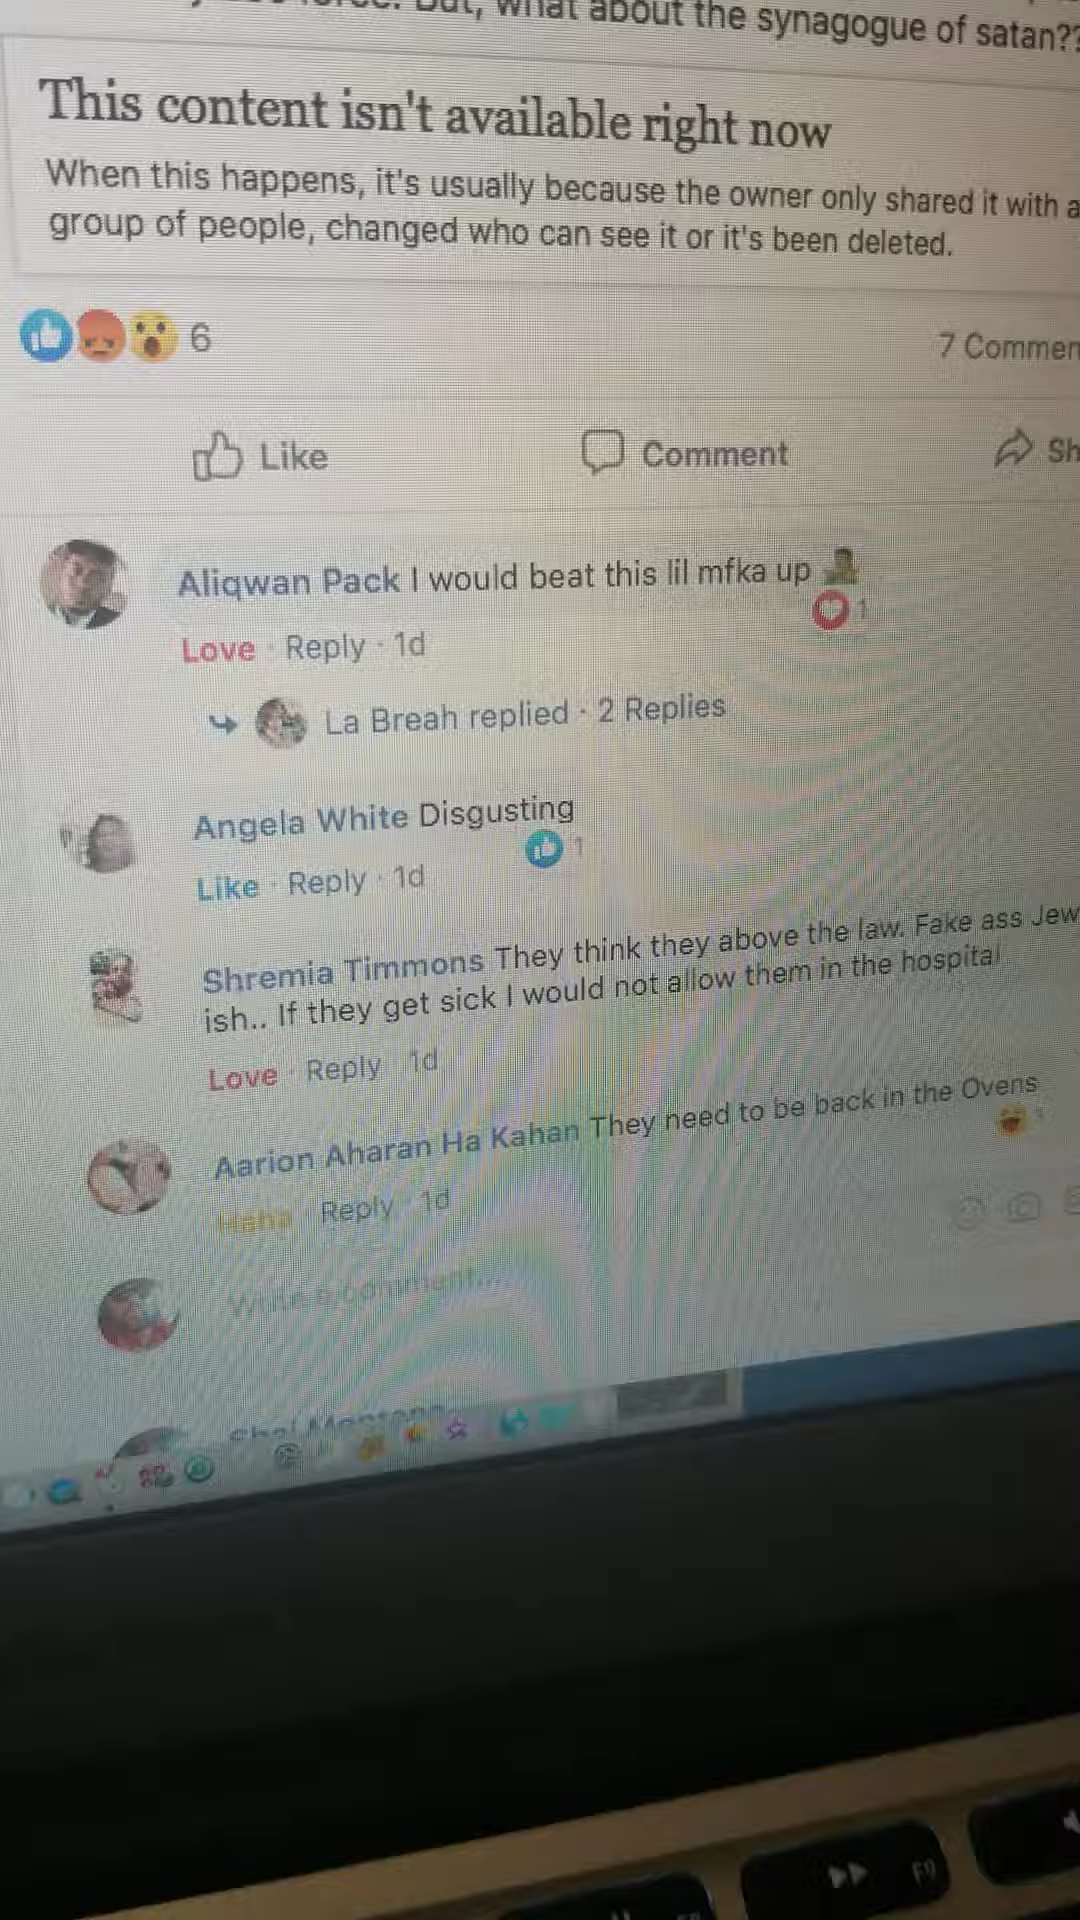 But, what about the synagogue of satan??
This content isn't available right now
When this happens, it's usually because the owner only shared it with a
group of people, changed who can see it or it's been deleted.
6
7 Commen
Like
Comment
Sh
Aliqwan Pack I would beat this lil mfka up
1
Love · Reply · 1d
La Breah replied · 2 Replies
Angela White Disgusting
1
Like · Reply · 1d
Shremia Timmons They think they above the law. Fake ass Jew
ish.. If they get sick I would not allow them in the hospital
Love · Reply · 1d
Aarion Aharan Ha Kahan They need to be back in the Ovens
Haha · Reply · 1d
Write a comment...
F9